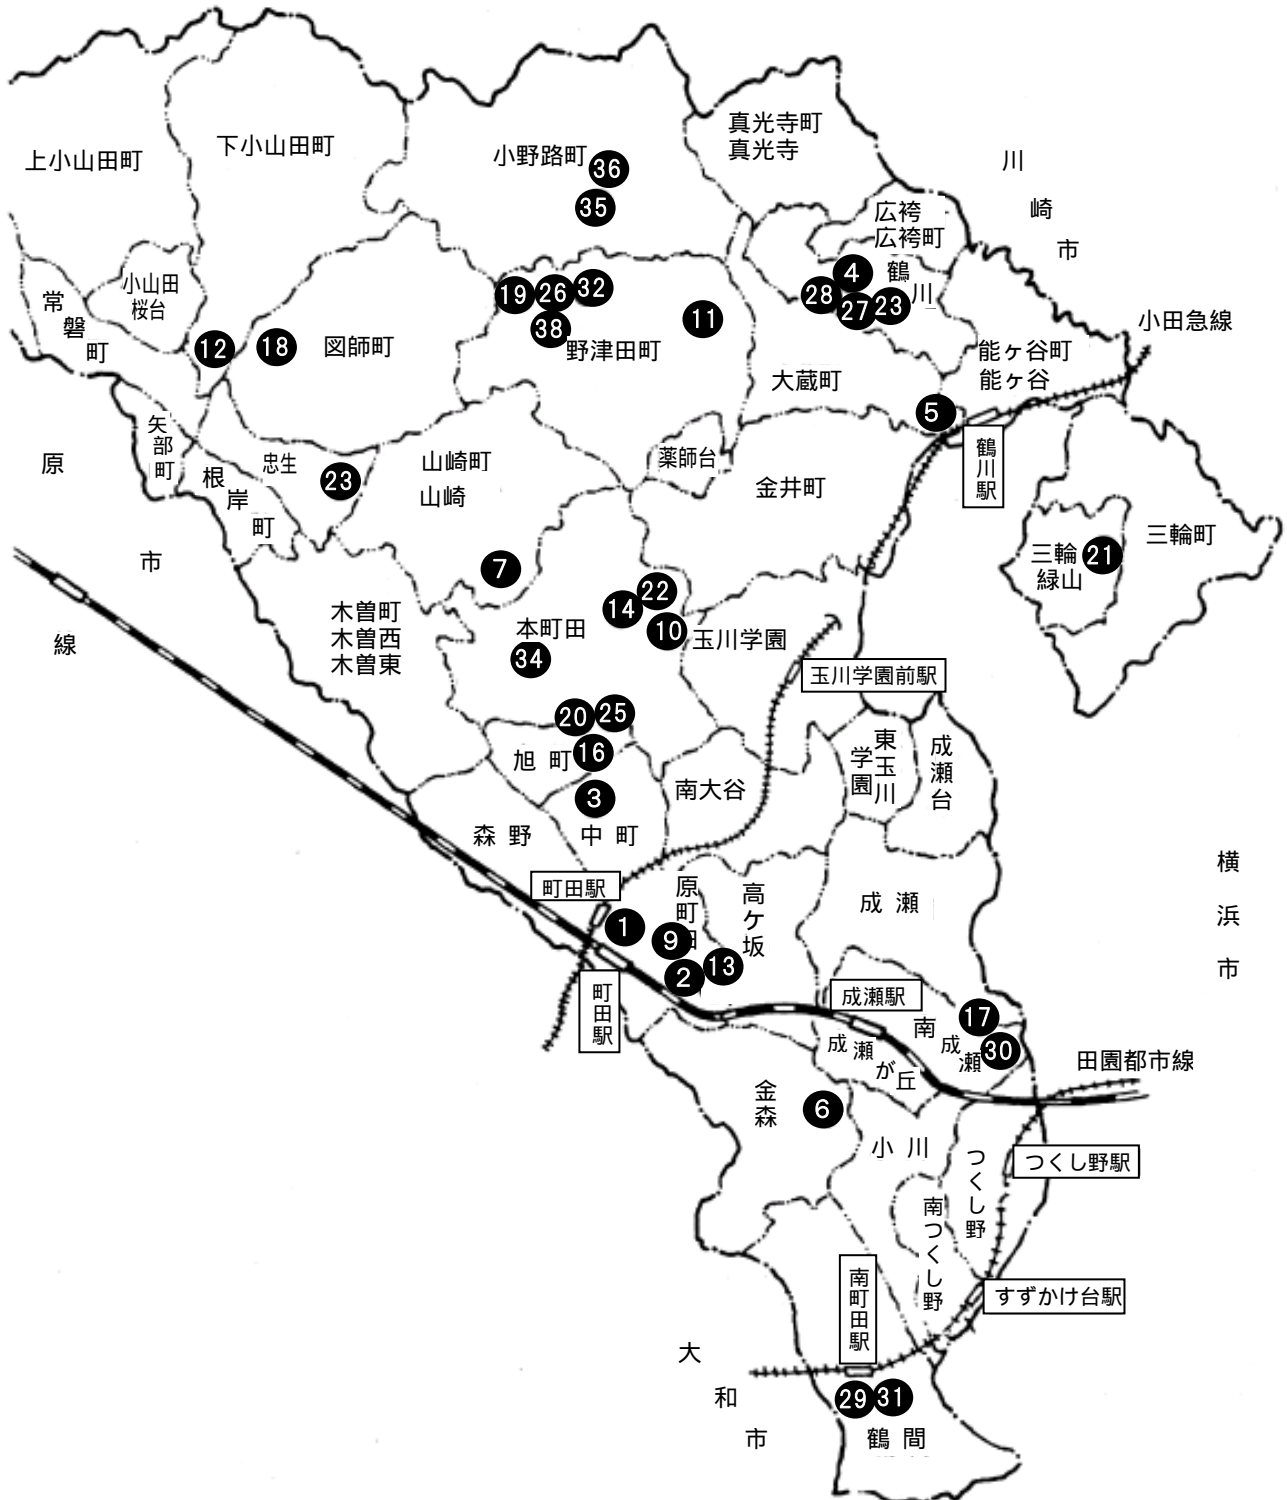 真光寺町
真光寺
上小山田町
下小山田町
小野路町
36
35
川
崎
市
広袴
広袴町
鶴
川
4
28
27
23
小山田
桜台
常
磐
町
12
18
図師町
19
26
32
38
11
野津田町
大蔵町
能ヶ谷町
能ヶ谷
小田急線
5
鶴川駅
矢部町
根
岸
町
忠生
23
山崎町
山崎
薬師台
金井町
原
市
線
7
三輪
緑山
21
三輪町
木曽町
木曽西
木曽東
14
22
10
本町田
34
玉川学園
玉川学園前駅
20
25
16
旭 町
3
中 町
森 野
南大谷
東玉川
学園
成瀬台
横
浜
市
町田駅
原町田
高ケ坂
成 瀬
1
9
2
13
町田駅
成瀬駅
南
成
瀬
17
30
成
瀬
が
丘
田園都市線
金森
6
小 川
つくし野
つくし野駅
南つくし野
すずかけ台駅
南町田駅
大
和
市
29
31
鶴 間